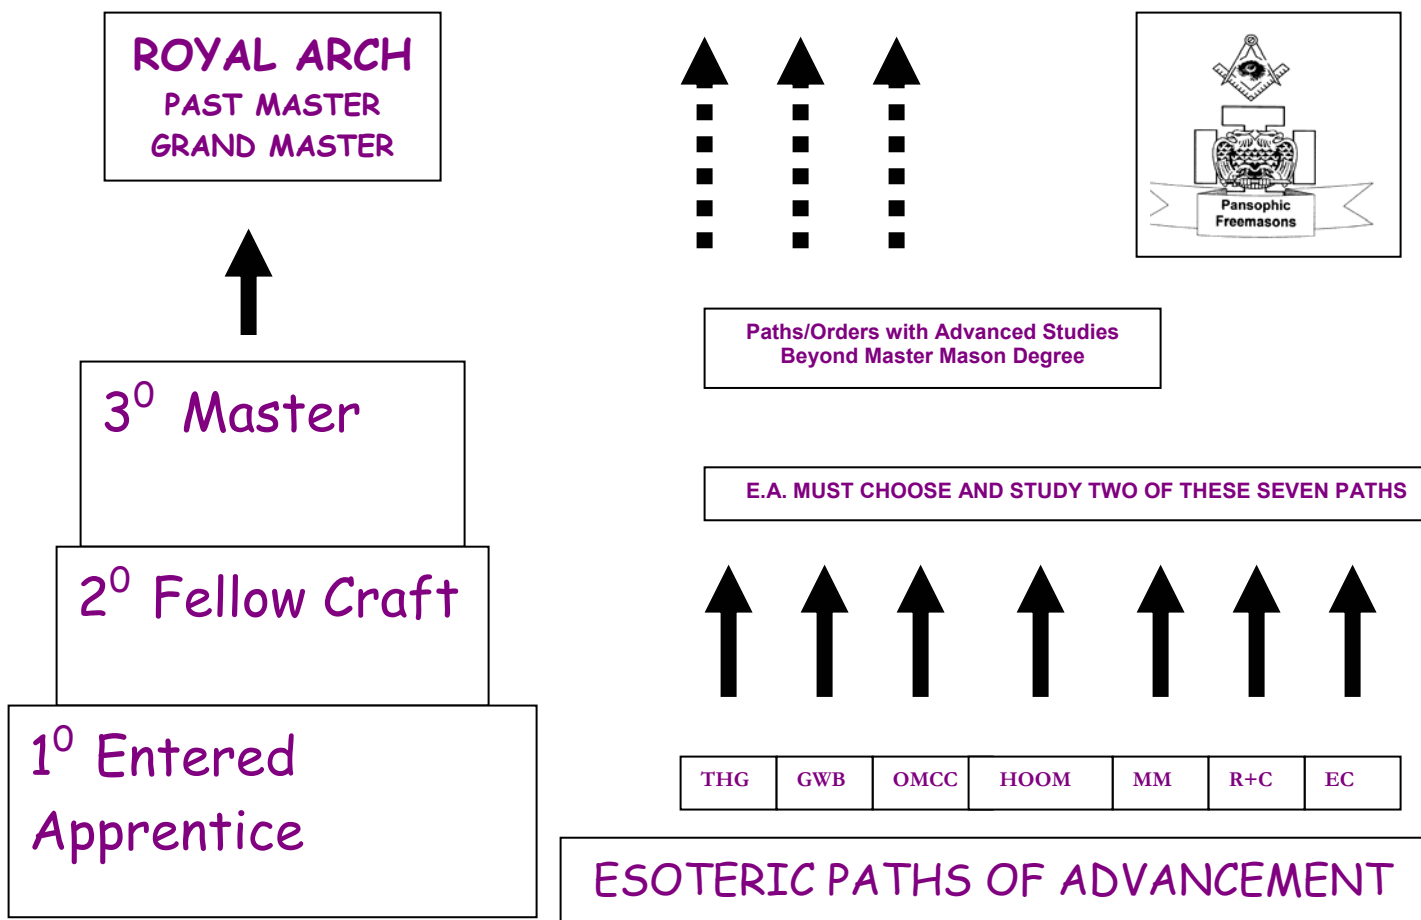 ROYAL ARCH
PAST MASTER
GRAND MASTER
Pansophic
Freemasons
Paths/Orders with Advanced Studies
Beyond Master Mason Degree
3⁰ Master
E.A. MUST CHOOSE AND STUDY TWO OF THESE SEVEN PATHS
2⁰ Fellow Craft
1⁰ Entered
Apprentice
THG GWB OMCC HOOM MM R+C EC
ESOTERIC PATHS OF ADVANCEMENT